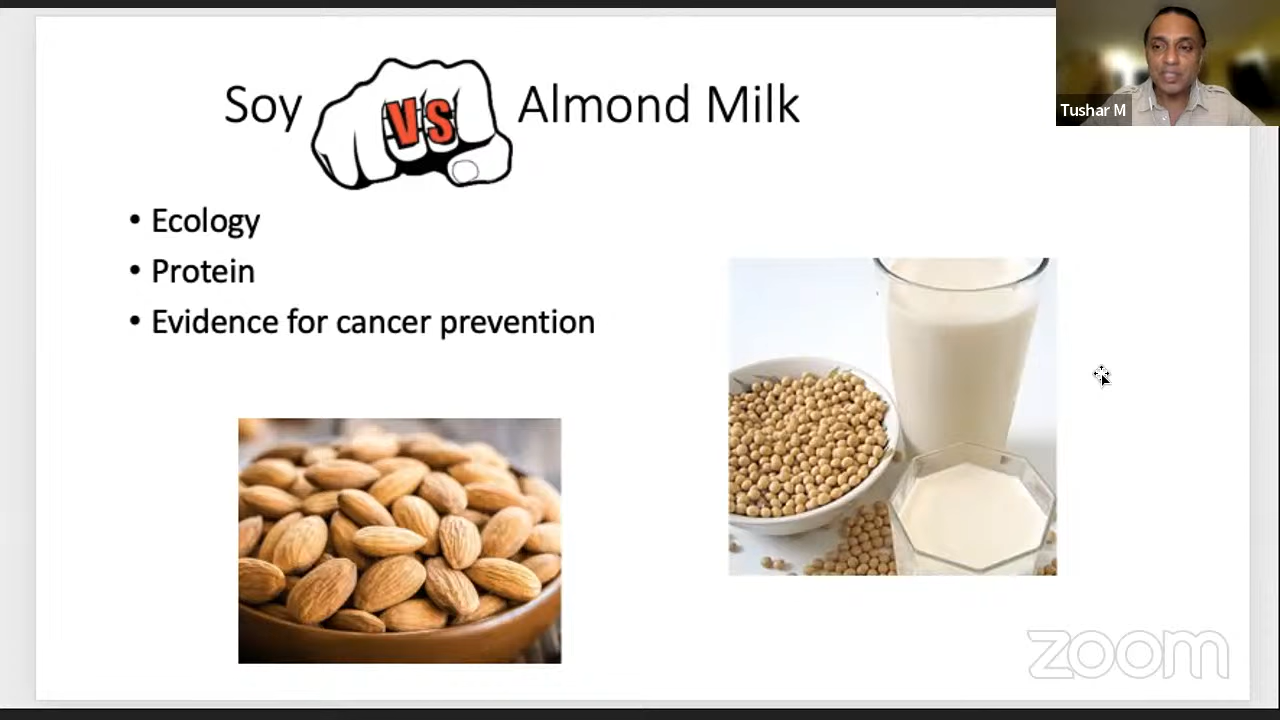 Soy VS Almond Milk
• Ecology
• Protein
• Evidence for cancer prevention
Tushar M
zoom